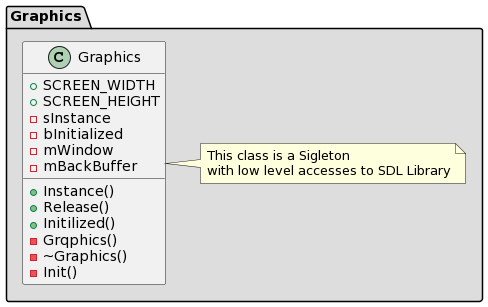 Graphics
C Graphics
SCREEN_WIDTH
SCREEN_HEIGHT
sInstance
bInitialized
mWindow
mBackBuffer
This class is a Sigleton
with low level accesses to SDL Library
Instance()
Release()
Initilized()
Grqphics()
~Graphics()
Init()